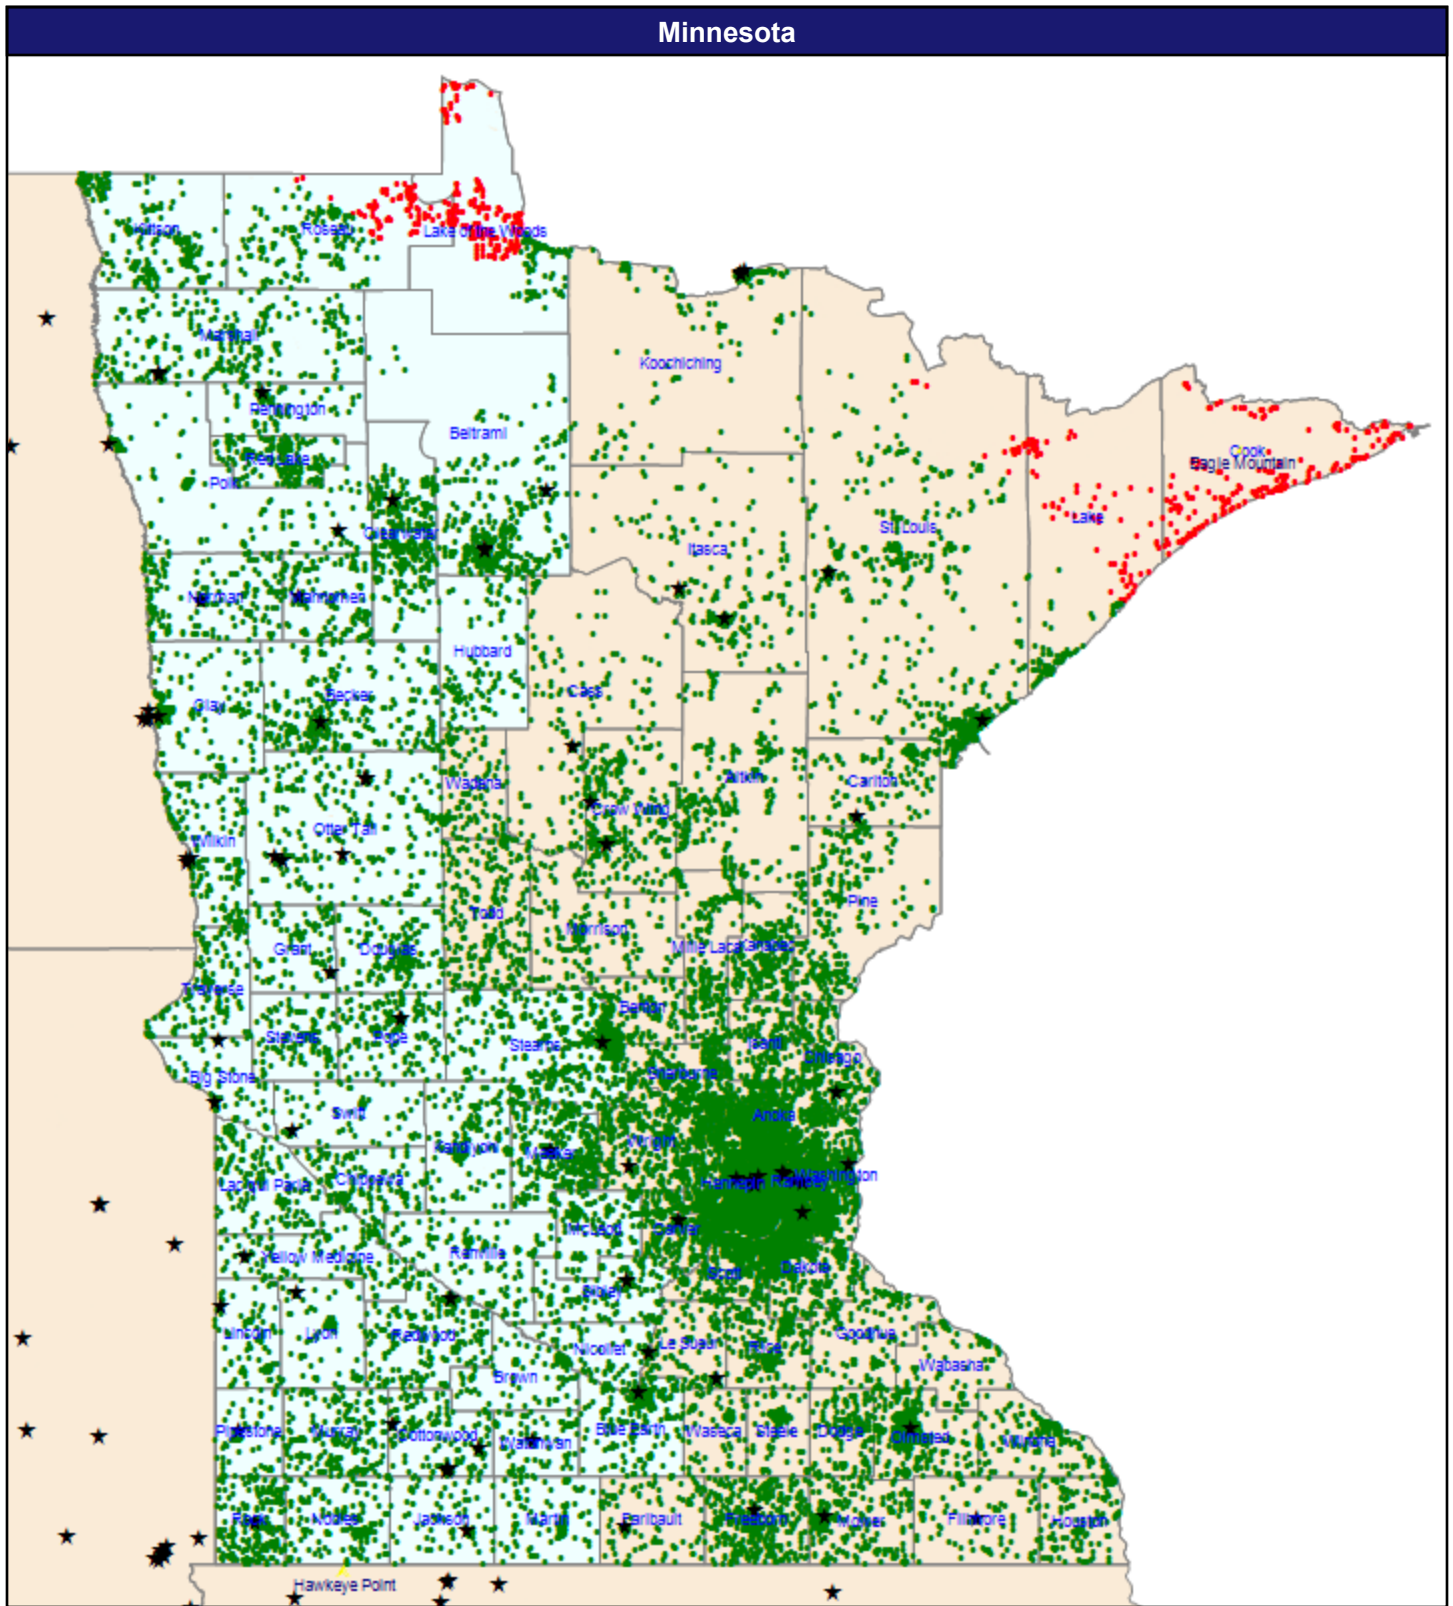 Minnesota
Kittson
Roseau
Lake of the Woods
Marshall
Koochiching
Pennington
Beltrami
Cook
Red Lake
Eagle Mountain
Polk
Lake
Clearwater
St. Louis
Itasca
Norman
Mahnomen
Hubbard
Cass
Becker
Clay
Wadena
Aitkin
Carlton
Crow Wing
Otter Tail
Wilkin
Pine
Todd
Morrison
Grant
Douglas
Mille Lacs
Kanabec
Traverse
Benton
Stevens
Pope
Stearns
Isanti
Chisago
Big Stone
Sherburne
Swift
Anoka
Kandiyohi
Meeker
Wright
Lac qui Parle
Chippewa
Hennepin
Ramsey
Washington
McLeod
Carver
Yellow Medicine
Renville
Scott
Dakota
Sibley
Lincoln
Lyon
Redwood
Nicollet
Le Sueur
Rice
Goodhue
Wabasha
Brown
Pipestone
Murray
Cottonwood
Watonwan
Blue Earth
Waseca
Steele
Dodge
Olmsted
Winona
Rock
Nobles
Jackson
Martin
Faribault
Freeborn
Mower
Fillmore
Houston
Hawkeye Point